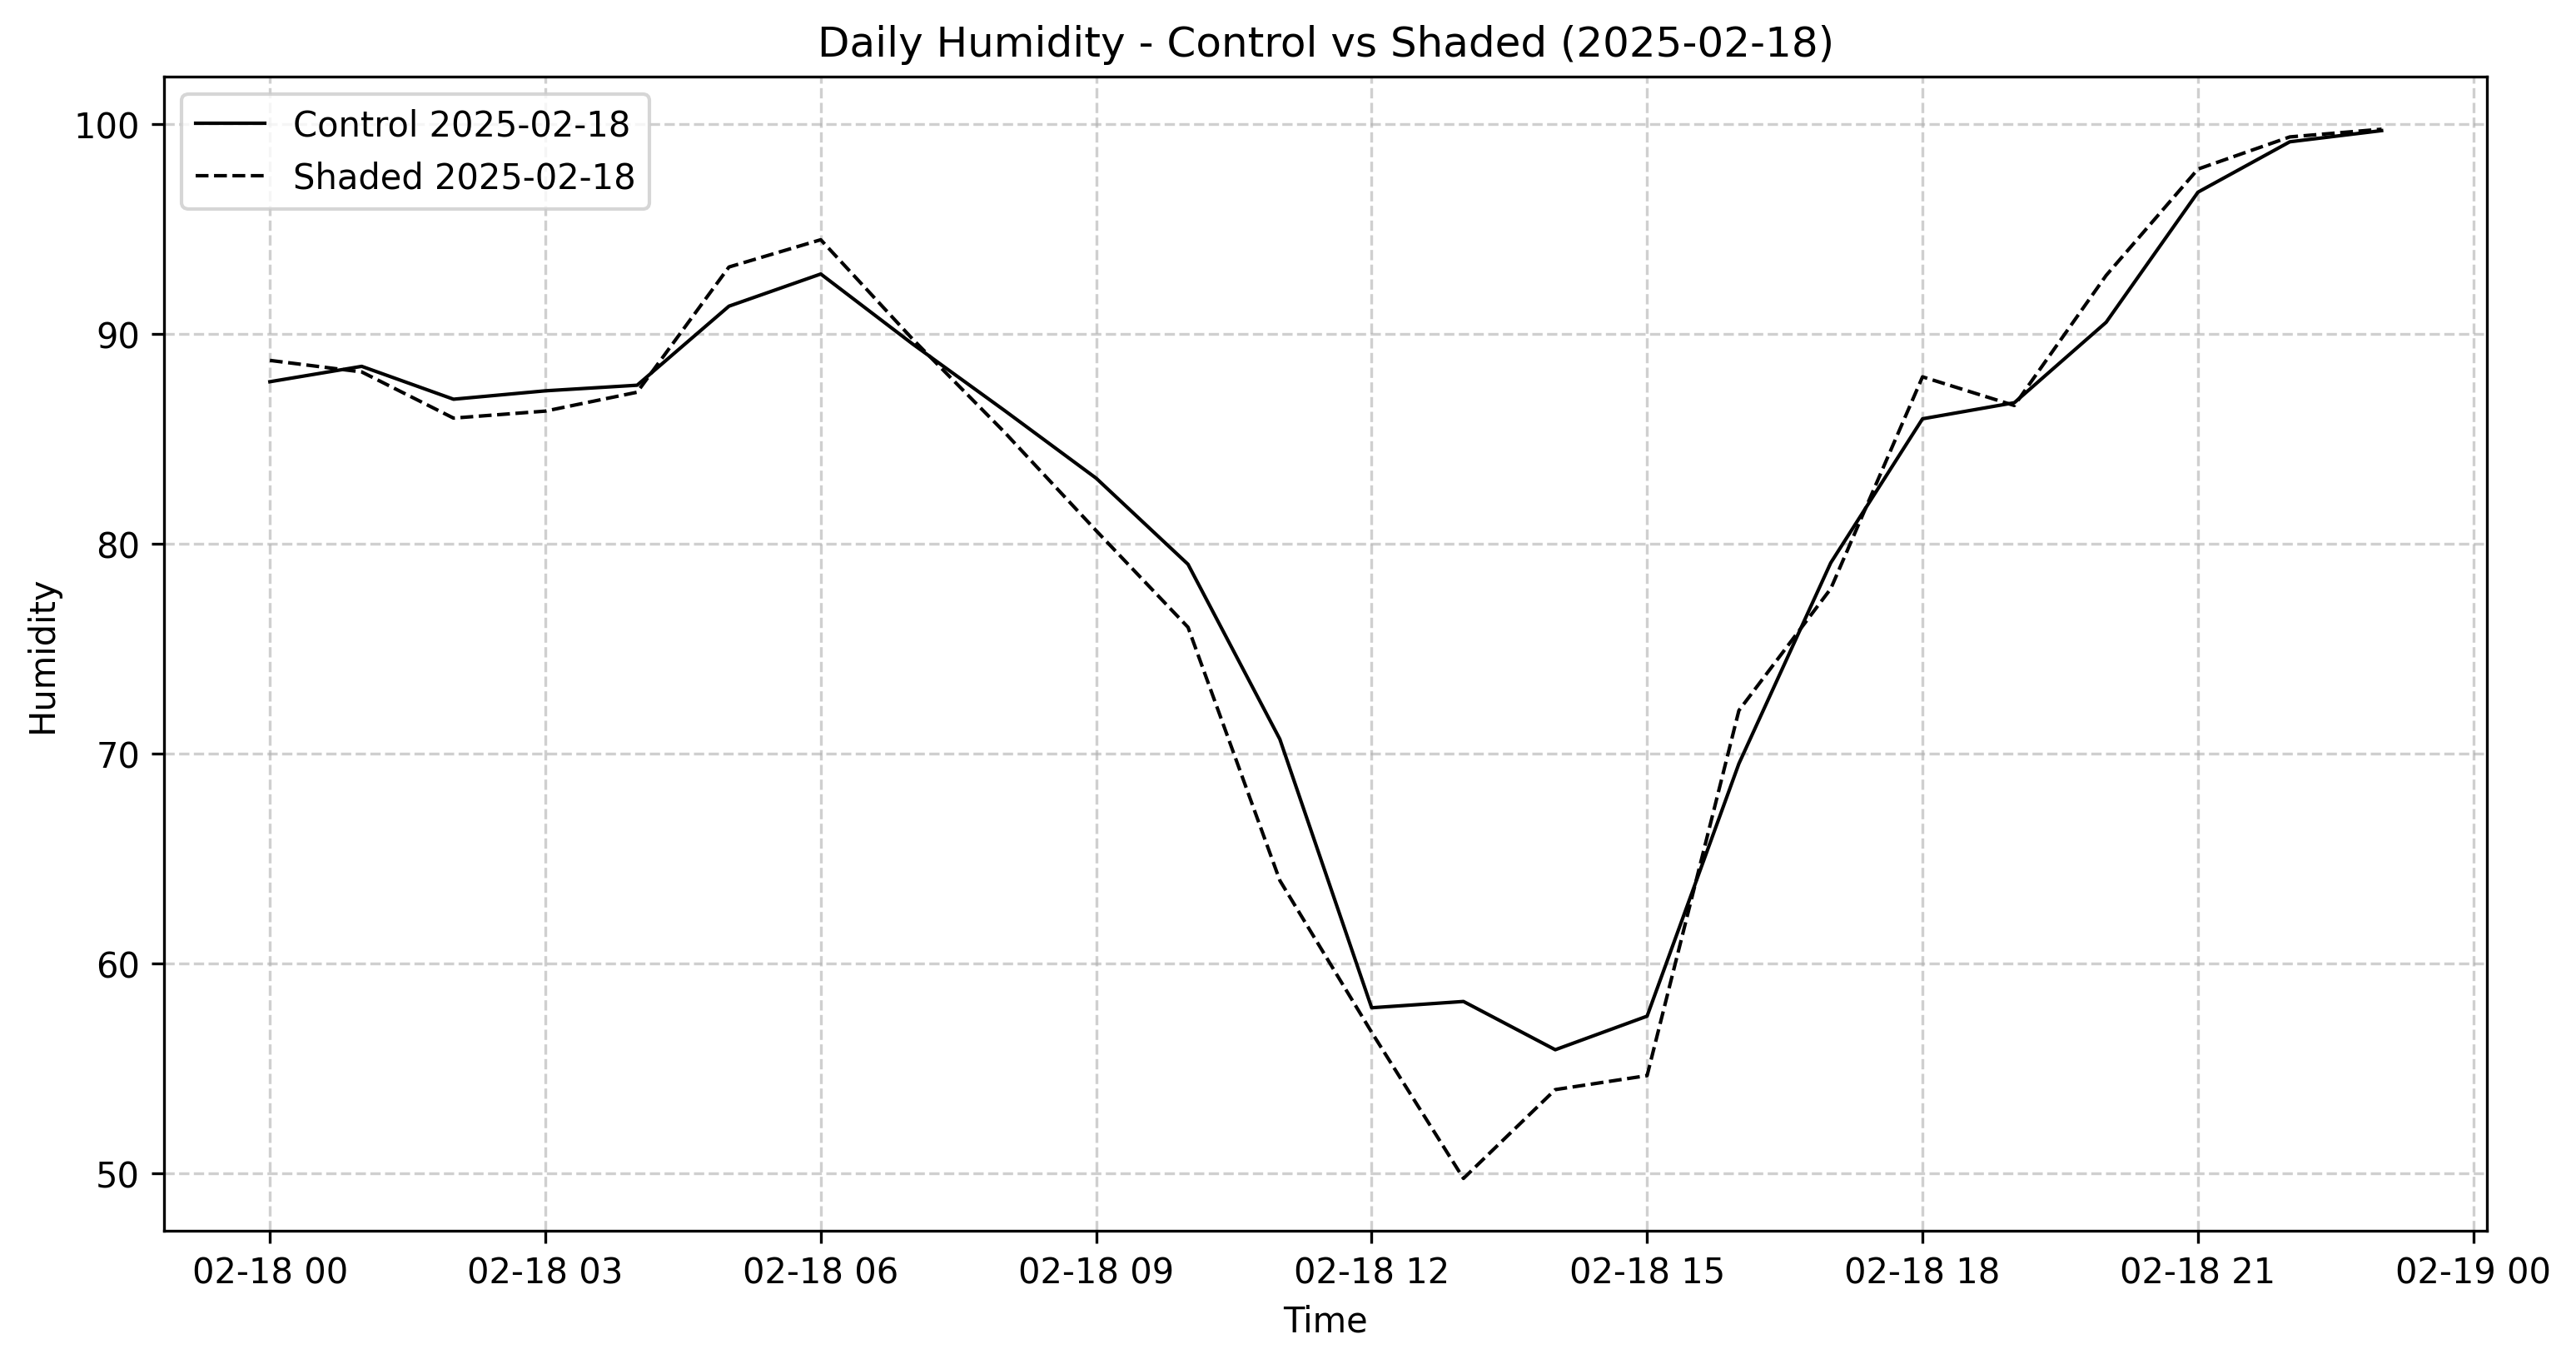 Daily Humidity - Control vs Shaded (2025-02-18)
Control 2025-02-18
Shaded 2025-02-18
Humidity
100
90
80
70
60
50
02-18 00 02-18 03 02-18 06 02-18 09 02-18 12 02-18 15 02-18 18 02-18 21 02-19 00
Time